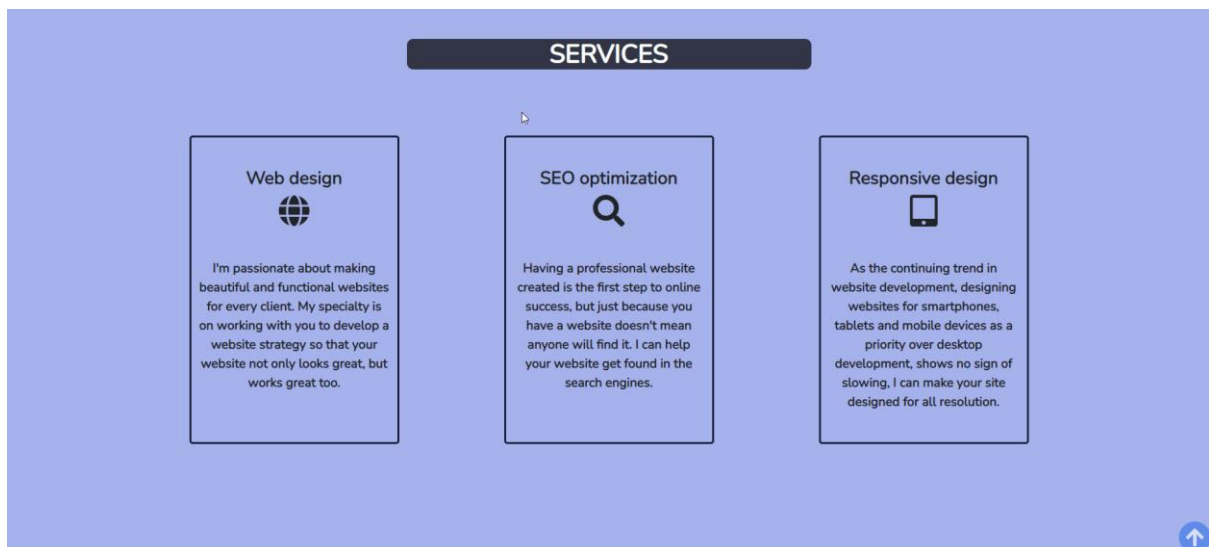 SERVICES
Web design
I'm passionate about making
beautiful and functional websites
for every client. My specialty is
on working with you to develop a
website strategy so that your
website not only looks great, but
works great too.
SEO optimization
Having a professional website
created is the first step to online
success, but just because you
have a website doesn't mean
anyone will find it. I can help
your website get found in the
search engines.
Responsive design
As the continuing trend in
website development, designing
websites for smartphones,
tablets and mobile devices as a
priority over desktop
development, shows no sign of
slowing, I can make your site
designed for all resolution.